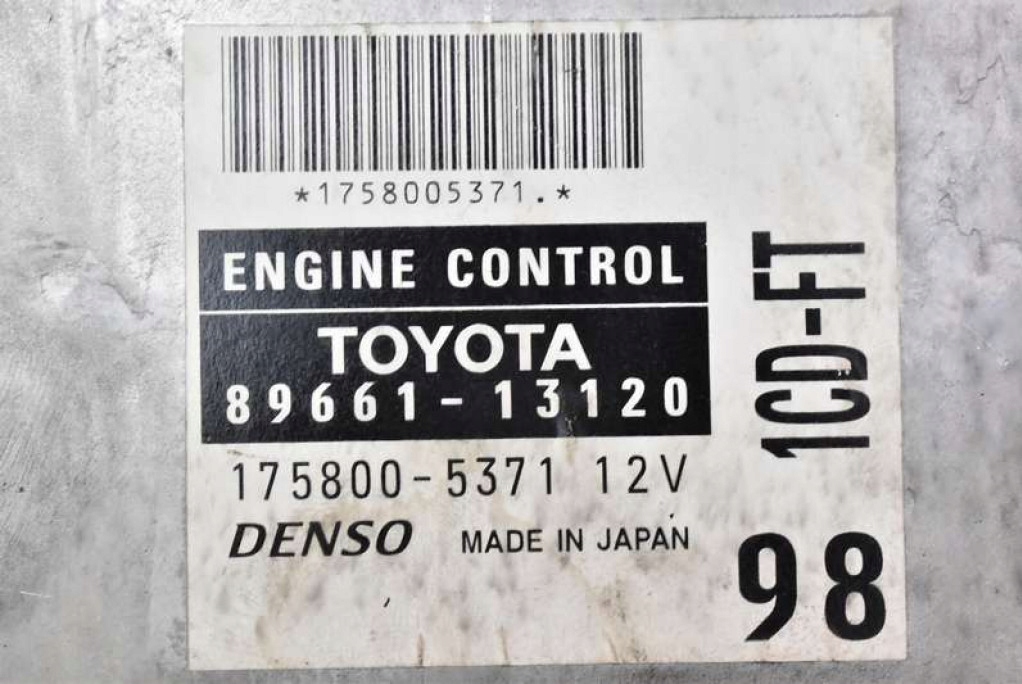 *1758005371.*
ENGINE CONTROL
TOYOTA
89661-13120
175800-5371 12V
DENSO MADE IN JAPAN
1CD-FT
98